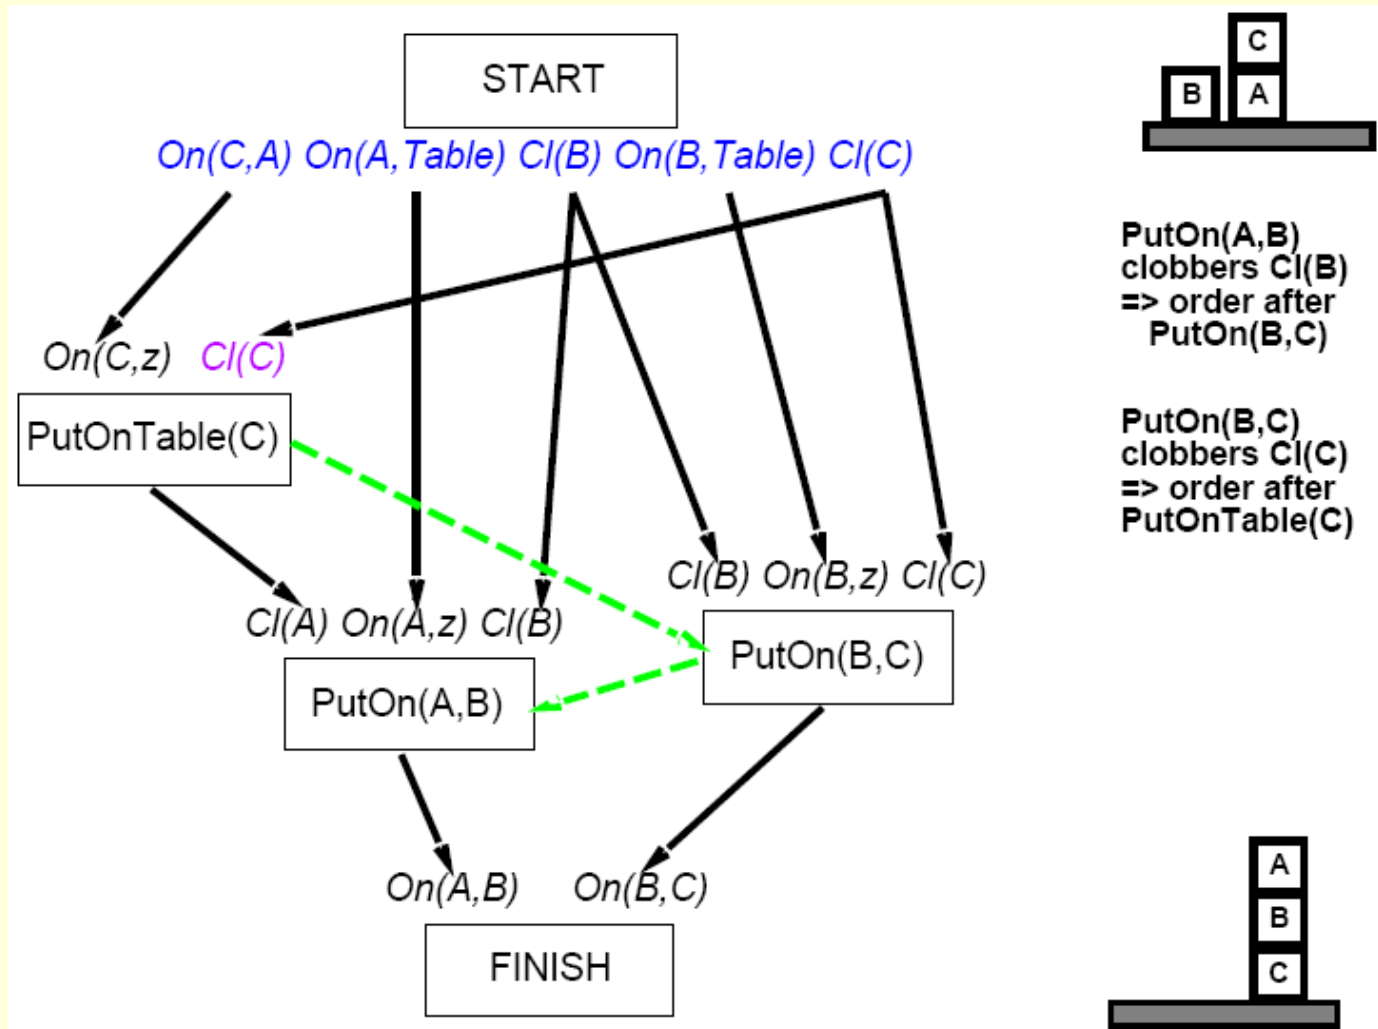 START
On(C,A) On(A,Table) Cl(B) On(B,Table) Cl(C)
On(C,z) Cl(C)
PutOnTable(C)
Cl(A) On(A,z) Cl(B)
PutOn(A,B)
Cl(B) On(B,z) Cl(C)
PutOn(B,C)
On(A,B) On(B,C)
FINISH
C
B A
PutOn(A,B)
clobbers Cl(B)
=> order after
PutOn(B,C)
PutOn(B,C)
clobbers Cl(C)
=> order after
PutOnTable(C)
A
B
C